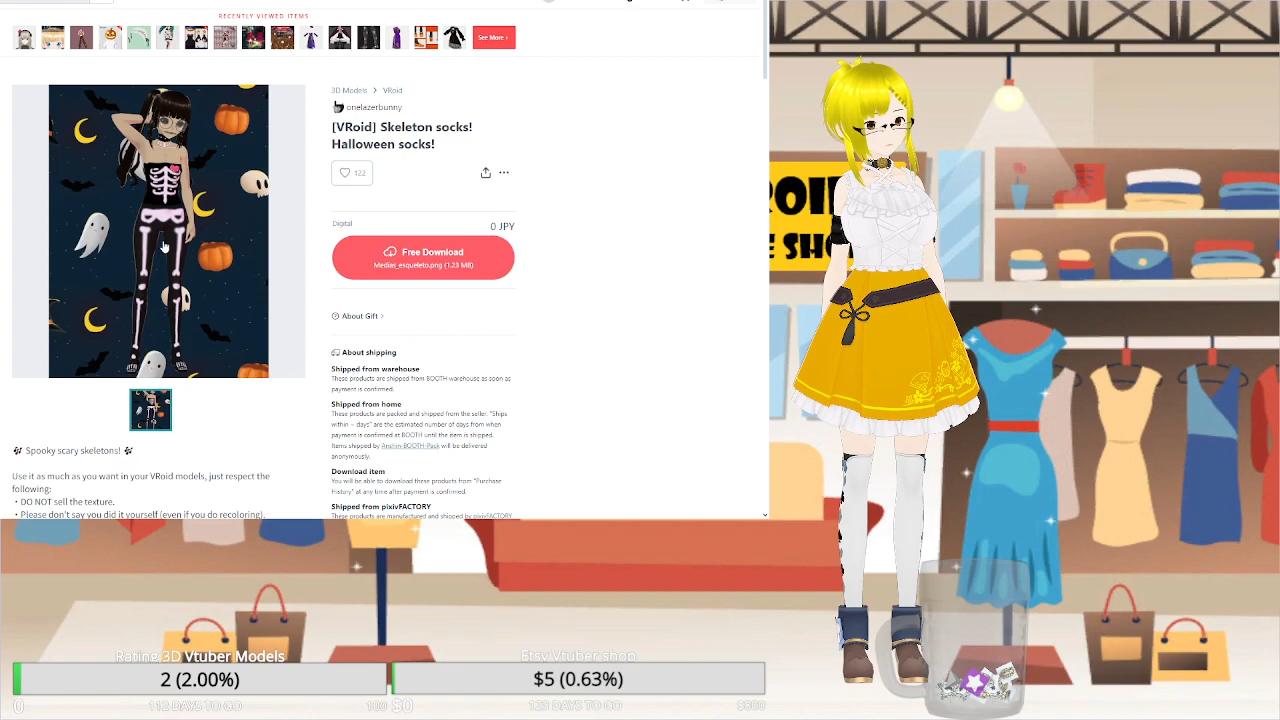 RECENTLY VIEWED ITEMS
See More ›
3D Models > VRoid
onelazerbunny
[VRoid] Skeleton socks!
Halloween socks!
122
Digital
0 JPY
Free Download
Medias_esqueleto.png (1.23 MB)
About Gift ›
About shipping
Shipped from warehouse
These products are shipped from BOOTH warehouse as soon as
payment is confirmed.
Shipped from home
These products are packed and shipped from the seller. "Ships
within ~ days" are the estimated number of days from when
payment is confirmed at BOOTH until the item is shipped.
Items shipped by Anshin-BOOTH-Pack will be delivered
anonymously.
Download item
You will be able to download these products from "Purchase
History" at any time after payment is confirmed.
Shipped from pixivFACTORY
These products are manufactured and shipped by pixivFACTORY
Spooky scary skeletons!
Use it as much as you want in your VRoid models, just respect the
following:
・DO NOT sell the texture.
・Please don't say you did it yourself (even if you do recoloring).
Rating 3D Vtuber Models
2 (2.00%)
0
DAYS TO GO
100
Etsy Vtuber shop
$5 (0.63%)
$0
DAYS TO GO